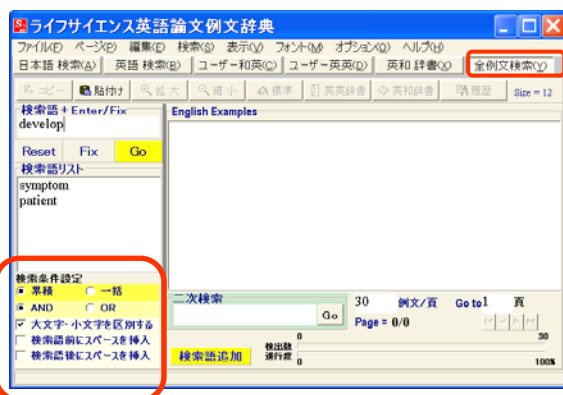 ライフサイエンス英語論文例文辞典
ファイル(F) ページ(P) 編集(E) 検索(S) 表示(V) フォント(M) オプション(X) ヘルプ(H)
日本語 検索(A) 英語 検索(B) ユーザー和英(C) ユーザー英英(D) 英和 辞書(X) 全例文検索(Y)
コピー 貼付け 拡大 縮小 標準 英英辞書 英和辞書 履歴 Size = 12
検索語 + Enter/Fix English Examples
develop
Reset Fix Go
検索語リスト
symptom
patient
検索条件設定
累積 一括
AND OR
大文字・小文字を区別する
検索語前にスペースを挿入
検索語後にスペースを挿入
二次検索
Go
30 例文/頁 Go to 1 頁
Page = 0/0
検索語追加
検出数 0 30
進行度 0 100%